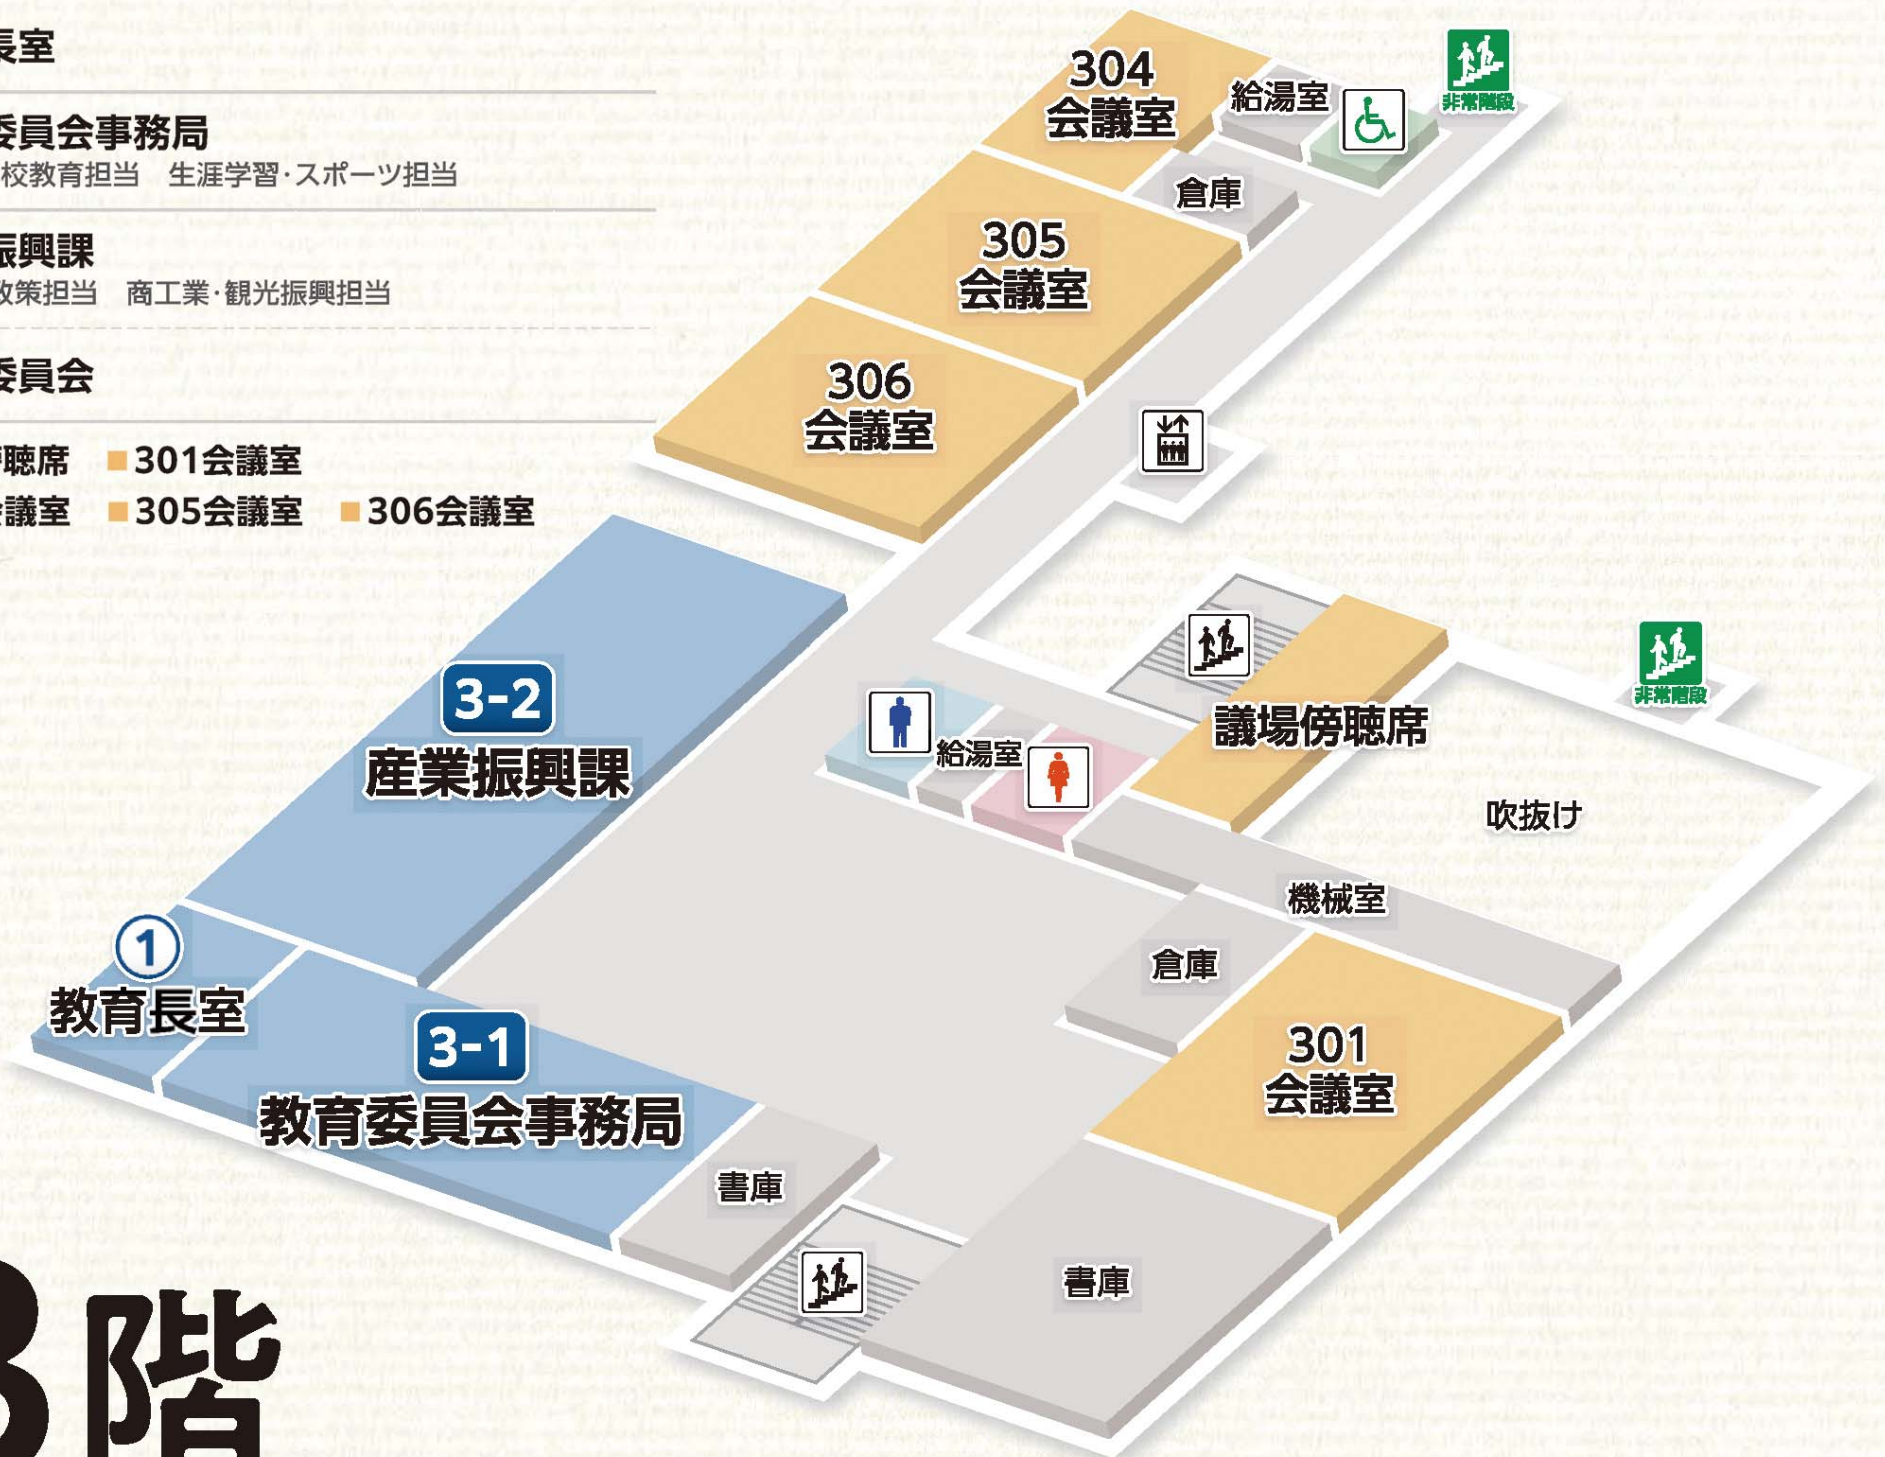 長室
委員会事務局
校教育担当 生涯学習・スポーツ担当
振興課
政策担当 商工業・観光振興担当
委員会
傍聴席 ■301会議室
会議室 ■305会議室 ■306会議室
304
会議室
給湯室
非常階段
倉庫
305
会議室
306
会議室
3-2
産業振興課
給湯室
議場傍聴席
非常階段
吹抜け
機械室
倉庫
1
教育長室
3-1
教育委員会事務局
301
会議室
書庫
書庫
3階